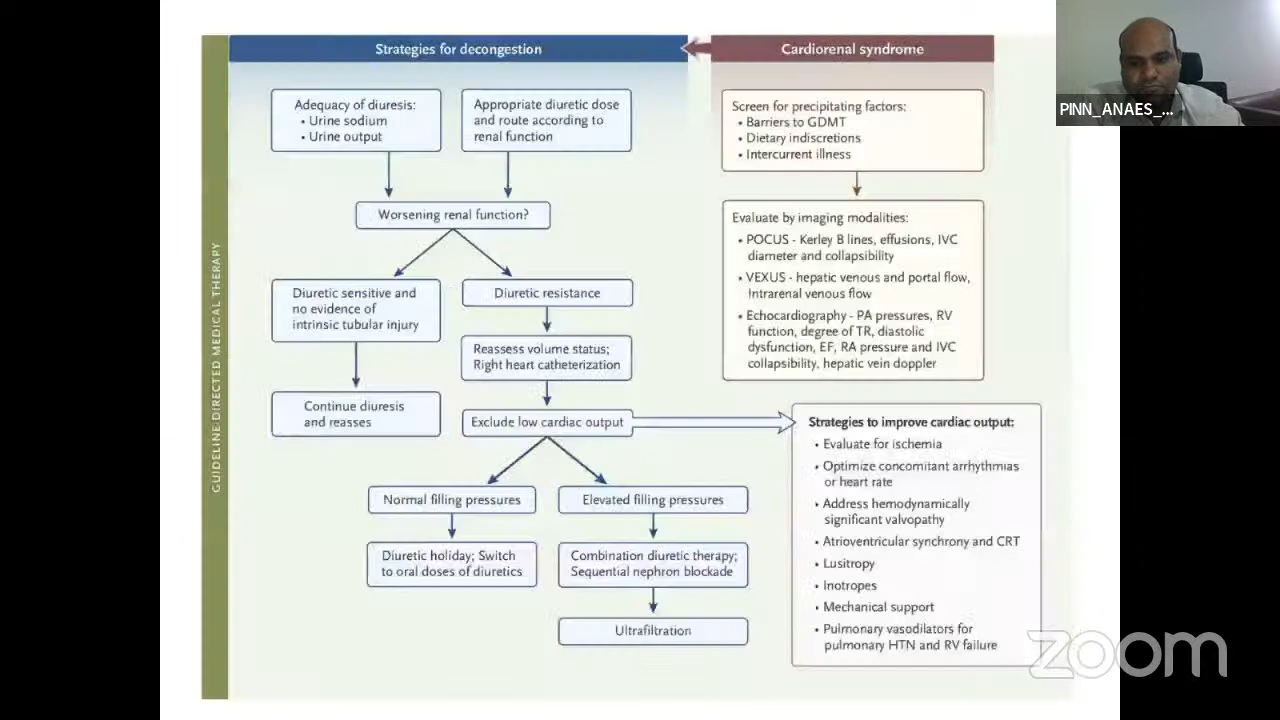 Strategies for decongestion
Cardiorenal syndrome
Adequacy of diuresis:
• Urine sodium
• Urine output
Appropriate diuretic dose
and route according to
renal function
Worsening renal function?
Diuretic sensitive and
no evidence of
intrinsic tubular injury
Continue diuresis
and reasses
Diuretic resistance
Reassess volume status;
Right heart catheterization
Exclude low cardiac output
Normal filling pressures
Diuretic holiday; Switch
to oral doses of diuretics
Elevated filling pressures
Combination diuretic therapy;
Sequential nephron blockade
Ultrafiltration
Screen for precipitating factors:
• Barriers to GDMT
• Dietary indiscretions
• Intercurrent illness
Evaluate by imaging modalities:
• POCUS - Kerley B lines, effusions, IVC
diameter and collapsibility
• VEXUS - hepatic venous and portal flow,
Intrarenal venous flow
• Echocardiography - PA pressures, RV
function, degree of TR, diastolic
dysfunction, EF, RA pressure and IVC
collapsibility, hepatic vein doppler
Strategies to improve cardiac output:
• Evaluate for ischemia
• Optimize concomitant arrhythmias
or heart rate
• Address hemodynamically
significant valvopathy
• Atrioventricular synchrony and CRT
• Lusitropy
• Inotropes
• Mechanical support
• Pulmonary vasodilators for
pulmonary HTN and RV failure
GUIDELINE DIRECTED MEDICAL THERAPY
PINN_ANAES_...
zoom